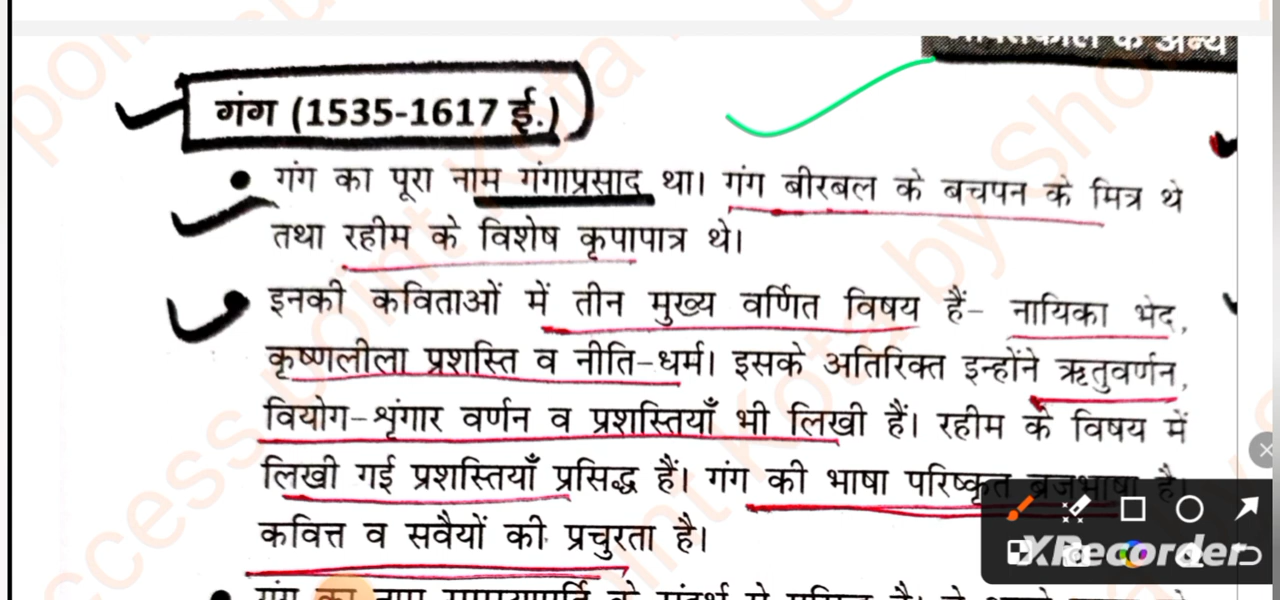 के अन्य
गंग (1535-1617 ई.)
• गंग का पूरा नाम गंगाप्रसाद था। गंग बीरबल के बचपन के मित्र थे
तथा रहीम के विशेष कृपापात्र थे।
इनकी कविताओं में तीन मुख्य वर्णित विषय हैं- नायिका भेद,
कृष्णलीला प्रशस्ति व नीति-धर्म। इसके अतिरिक्त इन्होंने ऋतुवर्णन,
वियोग-श्रृंगार वर्णन व प्रशस्तियाँ भी लिखी हैं। रहीम के विषय में
लिखी गई प्रशस्तियाँ प्रसिद्ध हैं। गंग की भाषा परिष्कृत ब्रजभाषा है।
XRecorder
कवित्त व सवैयों की प्रचुरता है।
गंग का नाम